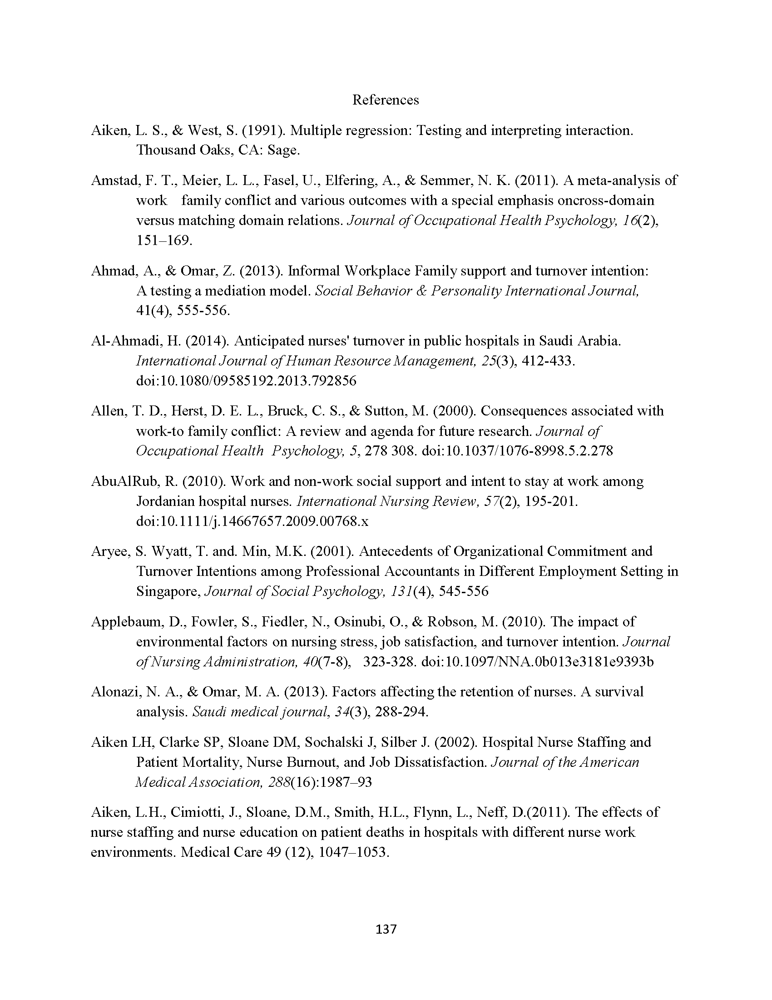 References
Aiken, L. S., & West, S. (1991). Multiple regression: Testing and interpreting interaction.
Thousand Oaks, CA: Sage.
Amstad, F. T., Meier, L. L., Fasel, U., Elfering, A., & Semmer, N. K. (2011). A meta-analysis of
work family conflict and various outcomes with a special emphasis oncross-domain
versus matching domain relations. Journal of Occupational Health Psychology, 16(2),
151–169.
Ahmad, A., & Omar, Z. (2013). Informal Workplace Family support and turnover intention:
A testing a mediation model. Social Behavior & Personality International Journal,
41(4), 555-556.
Al-Ahmadi, H. (2014). Anticipated nurses' turnover in public hospitals in Saudi Arabia.
International Journal of Human Resource Management, 25(3), 412-433.
doi:10.1080/09585192.2013.792856
Allen, T. D., Herst, D. E. L., Bruck, C. S., & Sutton, M. (2000). Consequences associated with
work-to family conflict: A review and agenda for future research. Journal of
Occupational Health Psychology, 5, 278 308. doi:10.1037/1076-8998.5.2.278
AbuAlRub, R. (2010). Work and non-work social support and intent to stay at work among
Jordanian hospital nurses. International Nursing Review, 57(2), 195-201.
doi:10.1111/j.14667657.2009.00768.x
Aryee, S. Wyatt, T. and. Min, M.K. (2001). Antecedents of Organizational Commitment and
Turnover Intentions among Professional Accountants in Different Employment Setting in
Singapore, Journal of Social Psychology, 131(4), 545-556
Applebaum, D., Fowler, S., Fiedler, N., Osinubi, O., & Robson, M. (2010). The impact of
environmental factors on nursing stress, job satisfaction, and turnover intention. Journal
of Nursing Administration, 40(7-8), 323-328. doi:10.1097/NNA.0b013e3181e9393b
Alonazi, N. A., & Omar, M. A. (2013). Factors affecting the retention of nurses. A survival
analysis. Saudi medical journal, 34(3), 288-294.
Aiken LH, Clarke SP, Sloane DM, Sochalski J, Silber J. (2002). Hospital Nurse Staffing and
Patient Mortality, Nurse Burnout, and Job Dissatisfaction. Journal of the American
Medical Association, 288(16):1987–93
Aiken, L.H., Cimiotti, J., Sloane, D.M., Smith, H.L., Flynn, L., Neff, D.(2011). The effects of
nurse staffing and nurse education on patient deaths in hospitals with different nurse work
environments. Medical Care 49 (12), 1047–1053.
137